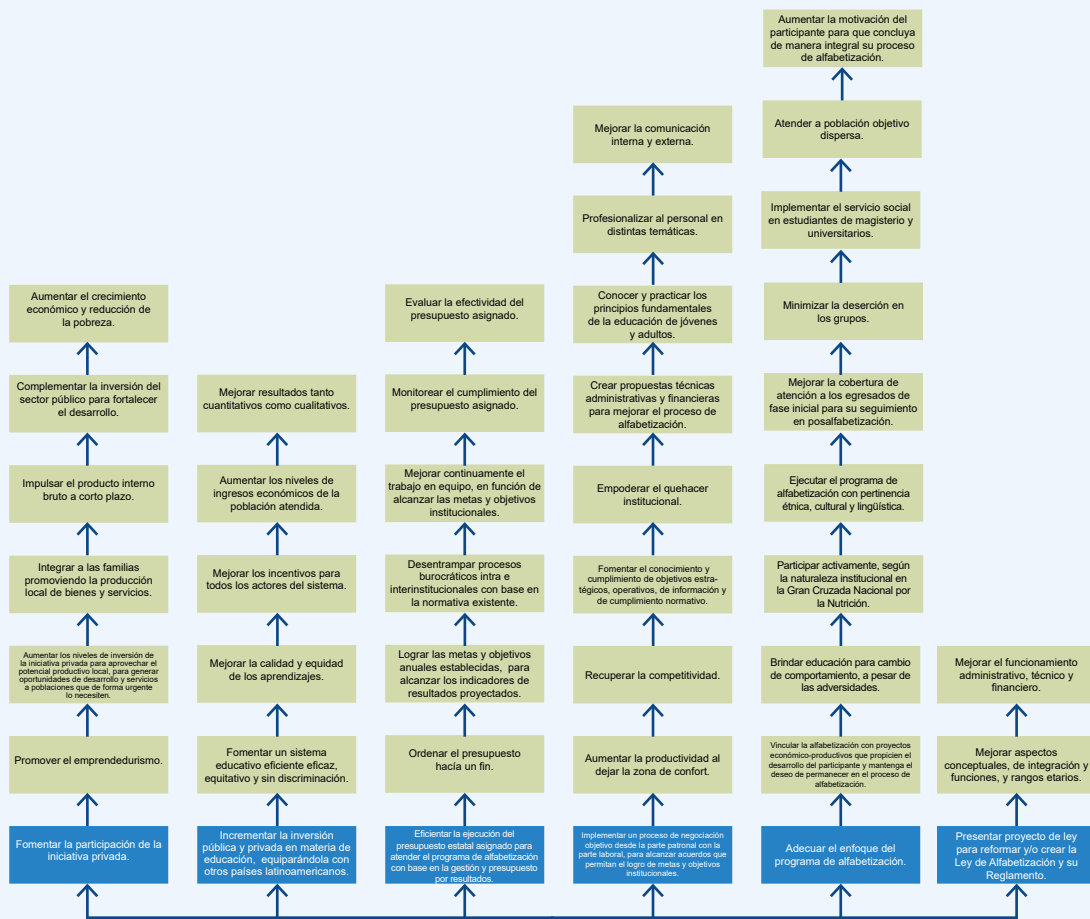 Aumentar la motivación del
participante para que concluya
de manera integral su proceso
de alfabetización.
Mejorar la comunicación
interna y externa.
Atender a población objetivo
dispersa.
Profesionalizar al personal en
distintas temáticas.
Implementar el servicio social
en estudiantes de magisterio y
universitarios.
Aumentar el crecimiento
económico y reducción de
la pobreza.
Evaluar la efectividad del
presupuesto asignado.
Conocer y practicar los
principios fundamentales
de la educación de jóvenes
y adultos.
Minimizar la deserción en
los grupos.
Complementar la inversión del
sector público para fortalecer
el desarrollo.
Mejorar resultados tanto
cuantitativos como cualitativos.
Monitorear el cumplimiento del
presupuesto asignado.
Crear propuestas técnicas
administrativas y financieras
para mejorar el proceso de
alfabetización.
Mejorar la cobertura de
atención a los egresados de
fase inicial para su seguimiento
en posalfabetización.
Impulsar el producto interno
bruto a corto plazo.
Aumentar los niveles de
ingresos económicos de la
población atendida.
Mejorar continuamente el
trabajo en equipo, en función de
alcanzar las metas y objetivos
institucionales.
Empoderar el quehacer
institucional.
Ejecutar el programa de
alfabetización con pertinencia
étnica, cultural y lingüística.
Integrar a las familias
promoviendo la producción
local de bienes y servicios.
Mejorar los incentivos para
todos los actores del sistema.
Desentrampar procesos
burocráticos intra e
interinstitucionales con base en
la normativa existente.
Fomentar el conocimiento y
cumplimiento de objetivos estra-
tégicos, operativos, de información y
de cumplimiento normativo.
Participar activamente, según
la naturaleza institucional en
la Gran Cruzada Nacional por
la Nutrición.
Aumentar los niveles de inversión de
la iniciativa privada para aprovechar el
potencial productivo local, para generar
oportunidades de desarrollo y servicios
a poblaciones que de forma urgente
lo necesiten.
Mejorar la calidad y equidad
de los aprendizajes.
Lograr las metas y objetivos
anuales establecidas, para
alcanzar los indicadores de
resultados proyectados.
Recuperar la competitividad.
Brindar educación para cambio
de comportamiento, a pesar de
las adversidades.
Mejorar el funcionamiento
administrativo, técnico y
financiero.
Promover el emprendedurismo.
Fomentar un sistema
educativo eficiente eficaz,
equitativo y sin discriminación.
Ordenar el presupuesto
hacía un fin.
Aumentar la productividad al
dejar la zona de confort.
Vincular la alfabetización con proyectos
económico-productivos que propicien el
desarrollo del participante y mantenga el
deseo de permanecer en el proceso de
alfabetización.
Mejorar aspectos
conceptuales, de integración y
funciones, y rangos etarios.
Fomentar la participación de la
iniciativa privada.
Incrementar la inversión
pública y privada en materia de
educación, equiparándola con
otros países latinoamericanos.
Eficientar la ejecución del
presupuesto estatal asignado para
atender el programa de alfabetización
con base en la gestión y presupuesto
por resultados.
Implementar un proceso de negociación
objetivo desde la parte patronal con la
parte laboral, para alcanzar acuerdos que
permitan el logro de metas y objetivos
institucionales.
Adecuar el enfoque del
programa de alfabetización.
Presentar proyecto de ley
para reformar y/o crear la
Ley de Alfabetización y su
Reglamento.